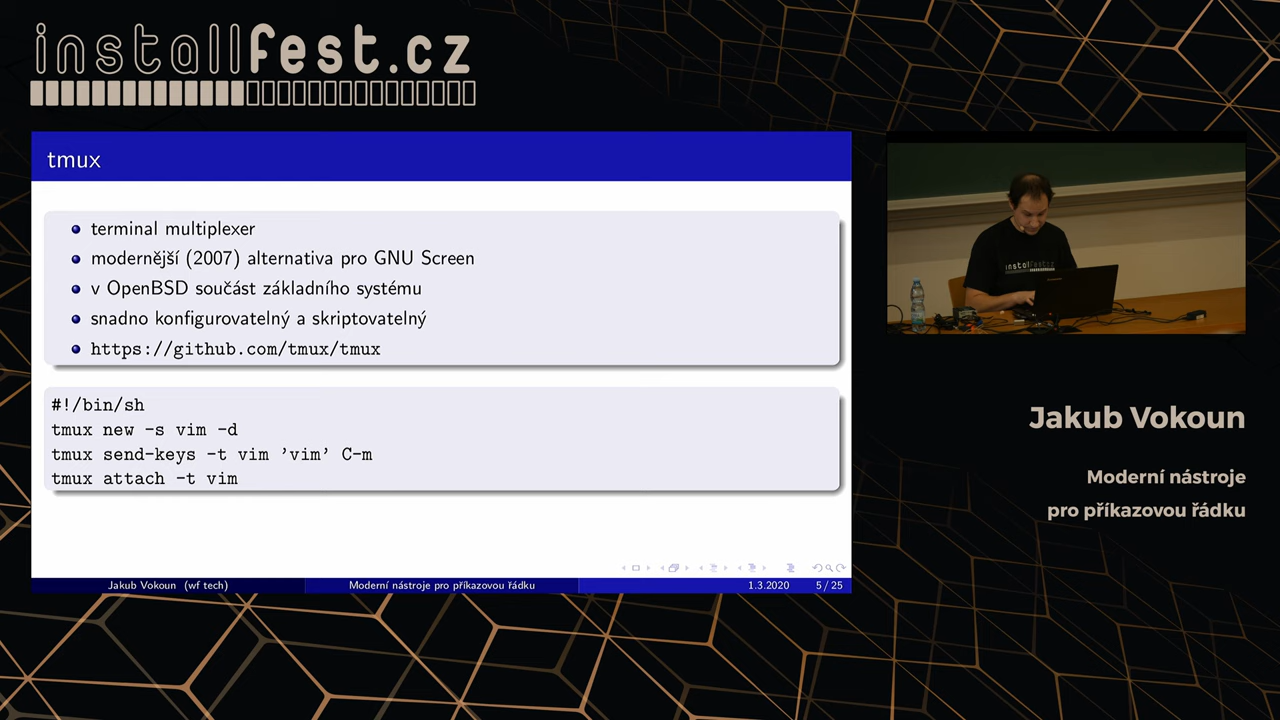 installfest.cz
tmux
terminal multiplexer
modernější (2007) alternativa pro GNU Screen
v OpenBSD součást základního systému
snadno konfigurovatelný a skriptovatelný
https://github.com/tmux/tmux
#!/bin/sh
tmux new -s vim -d
tmux send-keys -t vim ’vim’ C-m
tmux attach -t vim
Jakub Vokoun (wf tech)
Moderní nástroje pro příkazovou řádku
1.3.2020
5 / 25
installfest.cz
Jakub Vokoun
Moderní nástroje
pro příkazovou řádku